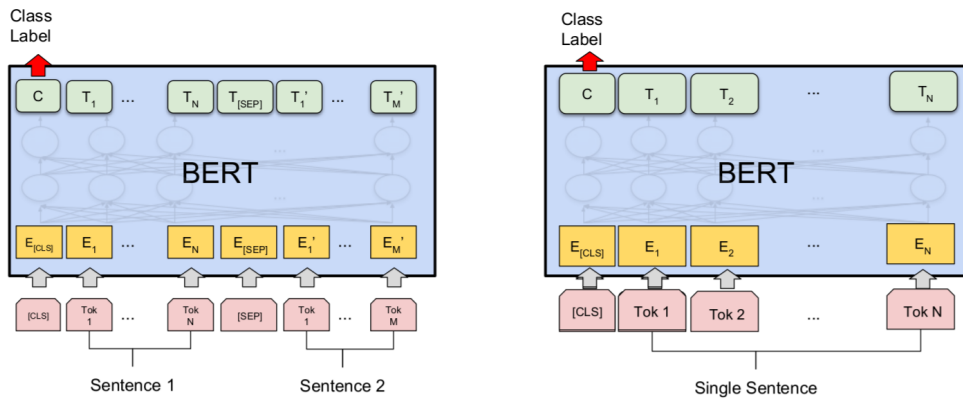 Class
Label
C T1 ... TN T[SEP] T1' ... TM'
...
BERT
...
E[CLS] E1 ... EN E[SEP] E1' ... EM'
[CLS] Tok 1 ... Tok N [SEP] Tok 1 ... Tok M
Sentence 1 Sentence 2
Class
Label
C T1 T2 ... TN
...
BERT
...
E[CLS] E1 E2 ... EN
[CLS] Tok 1 Tok 2 ... Tok N
Single Sentence